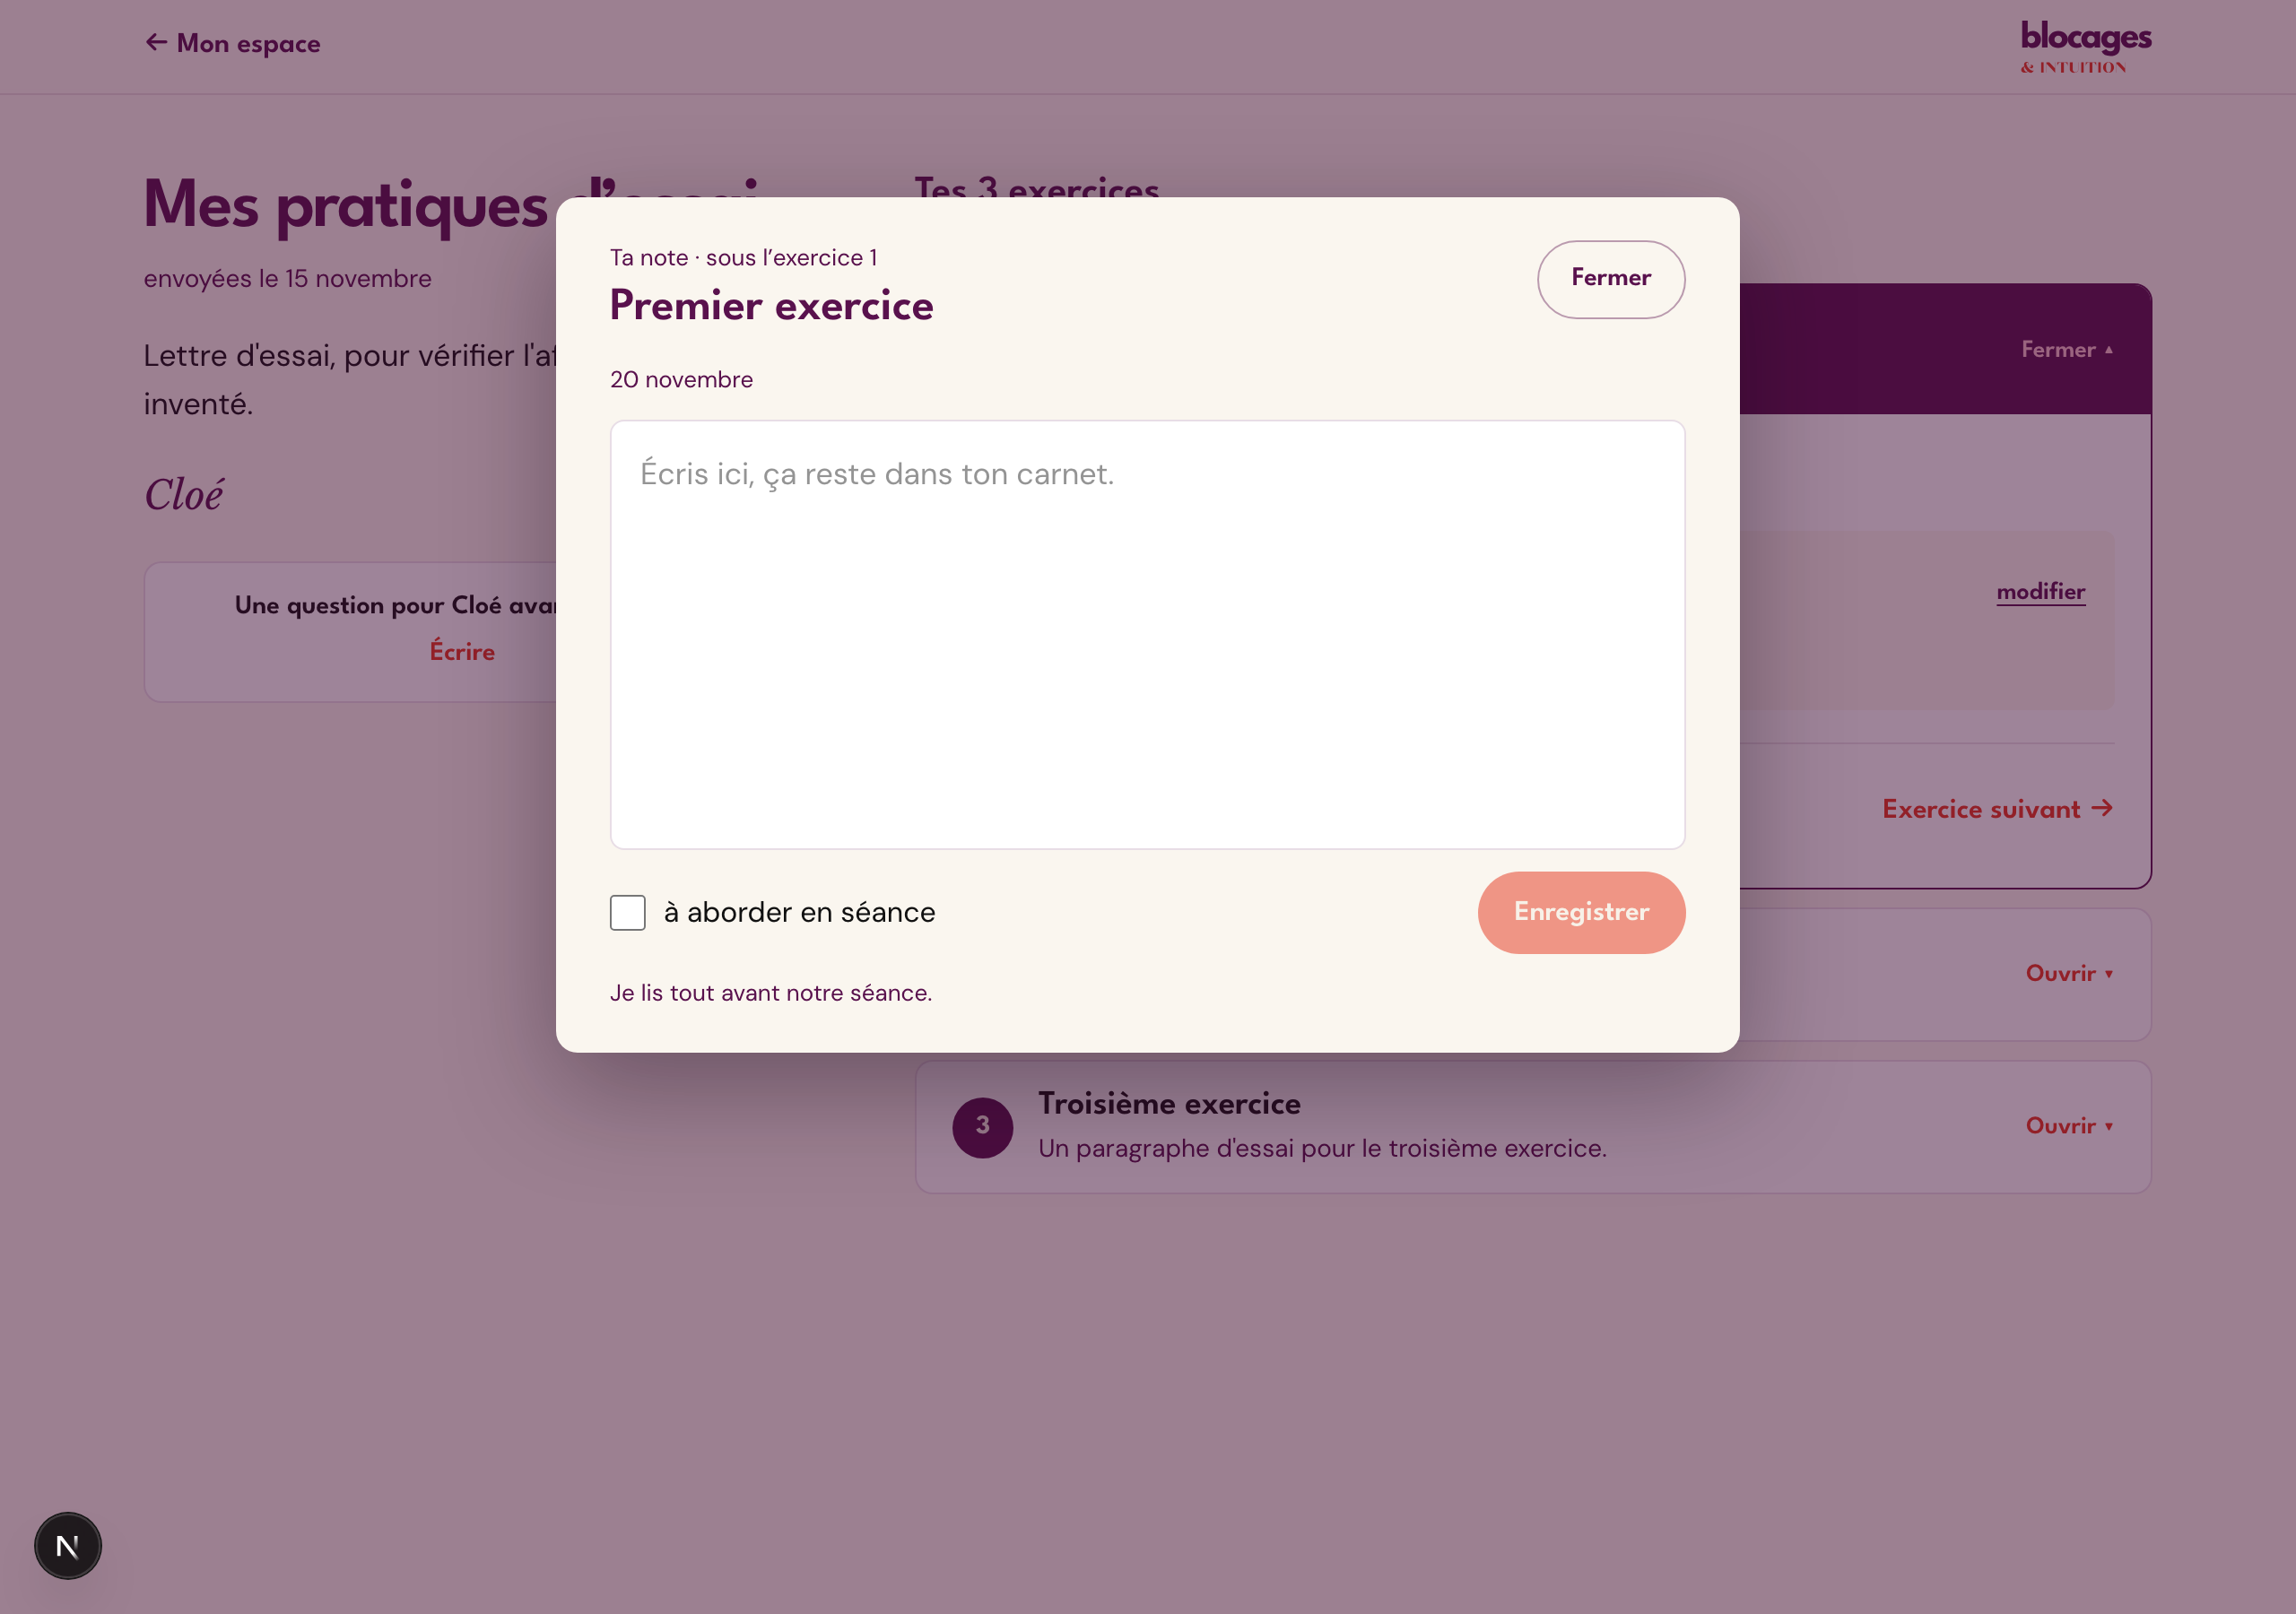 ← Mon espace
blocages
& INTUITION
Mes pratiques d'essai
envoyées le 15 novembre
Lettre d'essai, pour vérifier l'af
inventé.
Cloé
Une question pour Cloé avan
Écrire
Tes 3 exercices
Fermer ▲
modifier
Exercice suivant →
Ouvrir ▼
3
Troisième exercice
Un paragraphe d'essai pour le troisième exercice.
Ouvrir ▼
Ta note · sous l’exercice 1
Premier exercice
Fermer
20 novembre
Écris ici, ça reste dans ton carnet.
à aborder en séance
Enregistrer
Je lis tout avant notre séance.
N